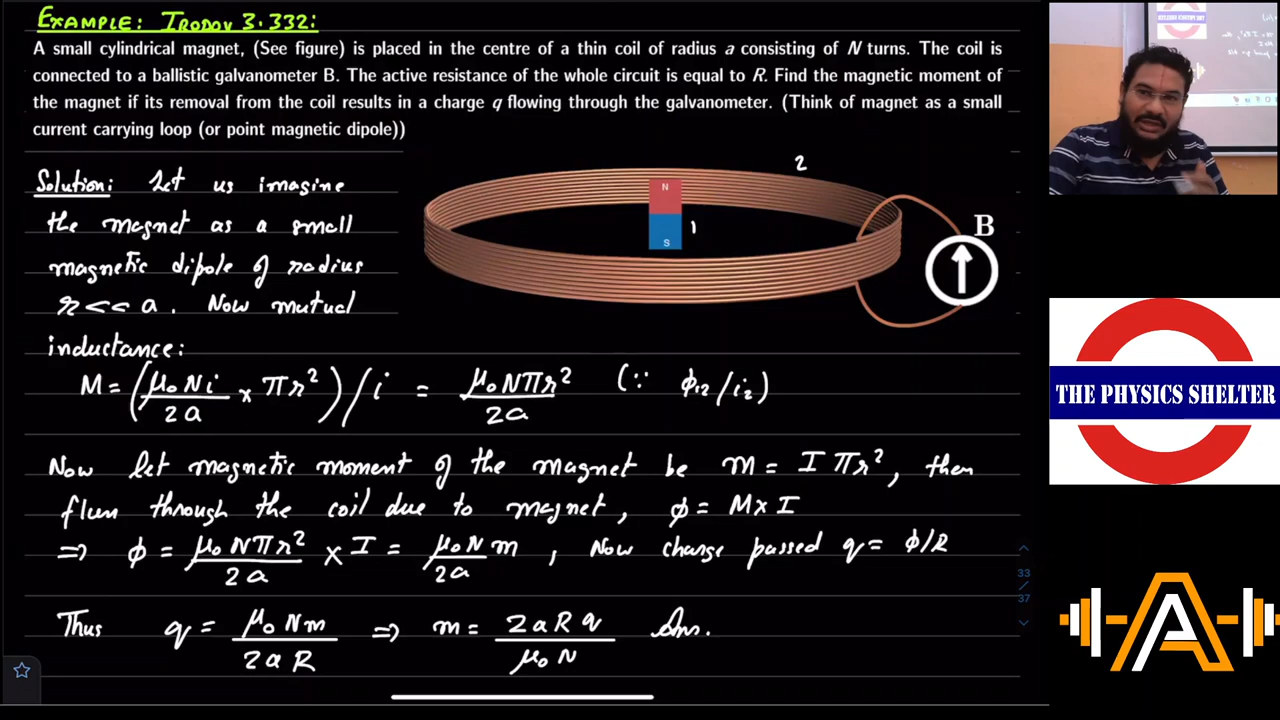 EXAMPLE: IRODOV 3.332:
A small cylindrical magnet, (See figure) is placed in the centre of a thin coil of radius a consisting of N turns. The coil is
connected to a ballistic galvanometer B. The active resistance of the whole circuit is equal to R. Find the magnetic moment of
the magnet if its removal from the coil results in a charge q flowing through the galvanometer. (Think of magnet as a small
current carrying loop (or point magnetic dipole))
Solution: Let us imagine
the magnet as a small
magnetic dipole of radius
r << a. Now mutual
inductance:
2
N
S
1
B
M = (μ₀Ni/2a × πr²)/i = μ₀Nπr²/2a (∵ ϕ₁₂/i₂)
Now let magnetic moment of the magnet be m = I πr², then
flux through the coil due to magnet, ϕ = M×I
⇒ ϕ = μ₀Nπr²/2a × I = μ₀N/2a m, Now charge passed q = ϕ/R
Thus q = μ₀Nm/2aR ⇒ m = 2aRq/μ₀N Ans.
33
/
37
THE PHYSICS SHELTER
A